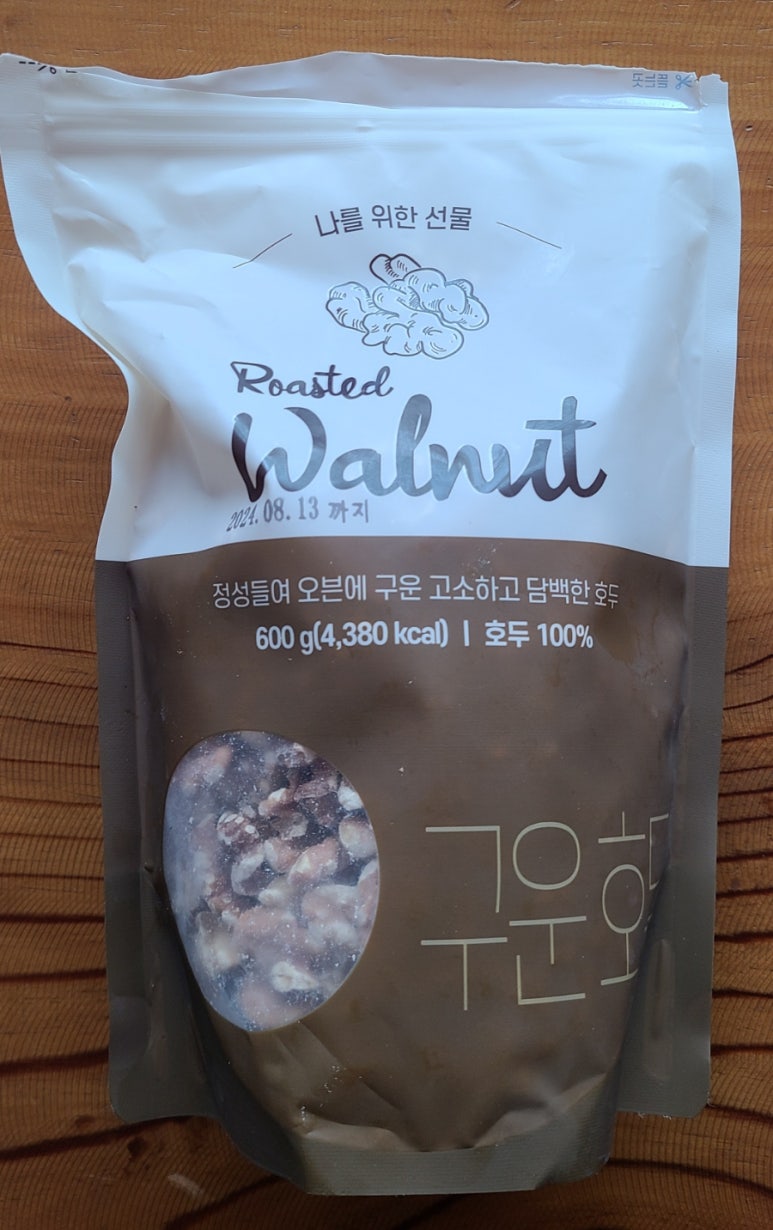 나를 위한 선물
Roasted
Walnut
2024.08.13 까지
정성들여 오븐에 구운 고소하고 담백한 호두
600 g(4,380 kcal) | 호두 100%
구운호두